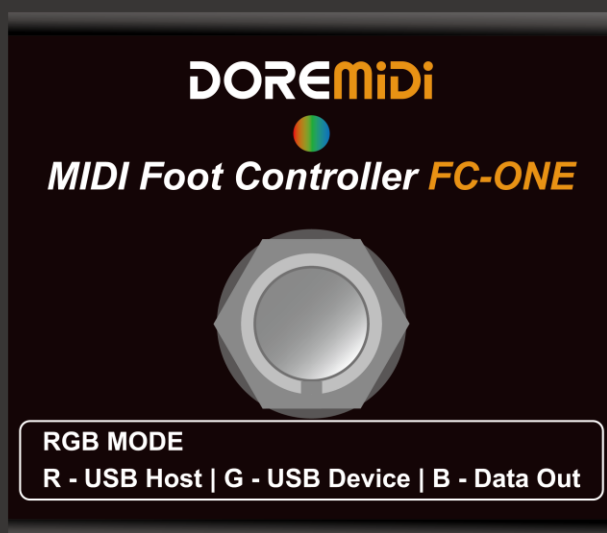 DOREMiDi
MIDI Foot Controller FC-ONE
RGB MODE
R - USB Host | G - USB Device | B - Data Out